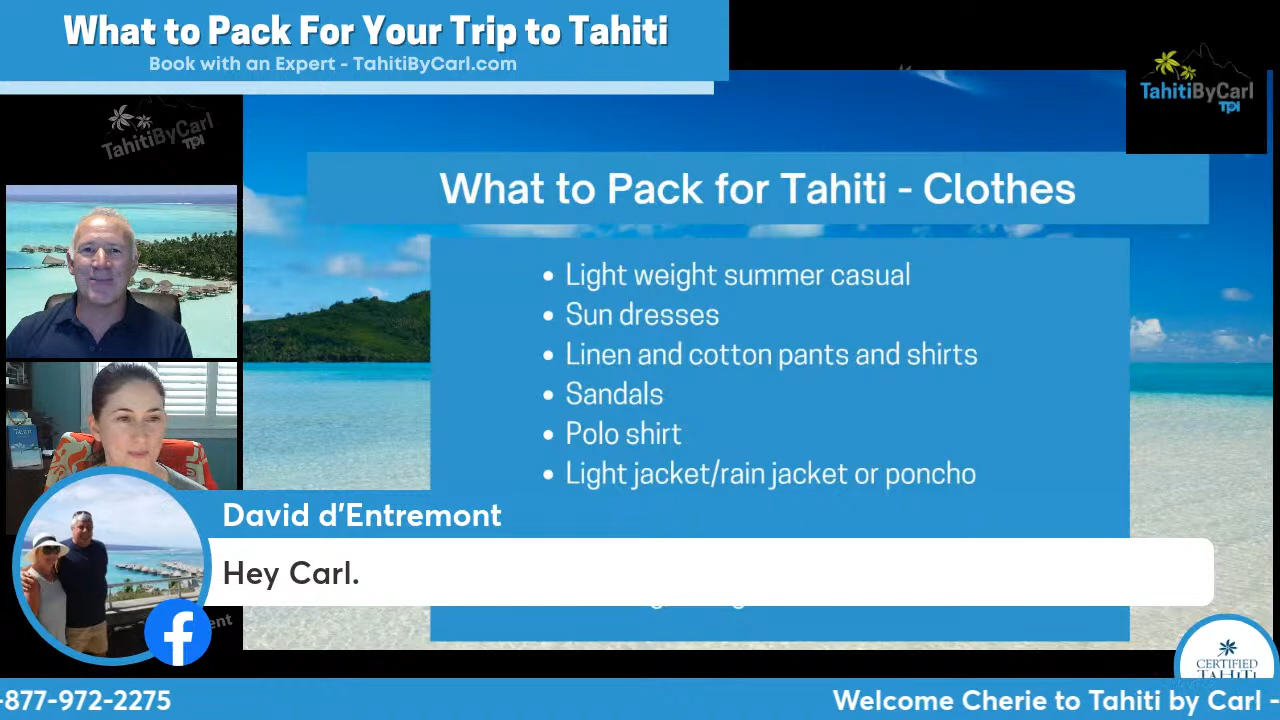 What to Pack For Your Trip to Tahiti
Book with an Expert - TahitiByCarl.com
TahitiByCarl
TPI
TahitiByCarl
TPI
What to Pack for Tahiti - Clothes
• Light weight summer casual
• Sun dresses
• Linen and cotton pants and shirts
• Sandals
• Polo shirt
• Light jacket/rain jacket or poncho
David d'Entremont
Hey Carl.
ent
CERTIFIED
TAHITI
-877-972-2275
Welcome Cherie to Tahiti by Carl -